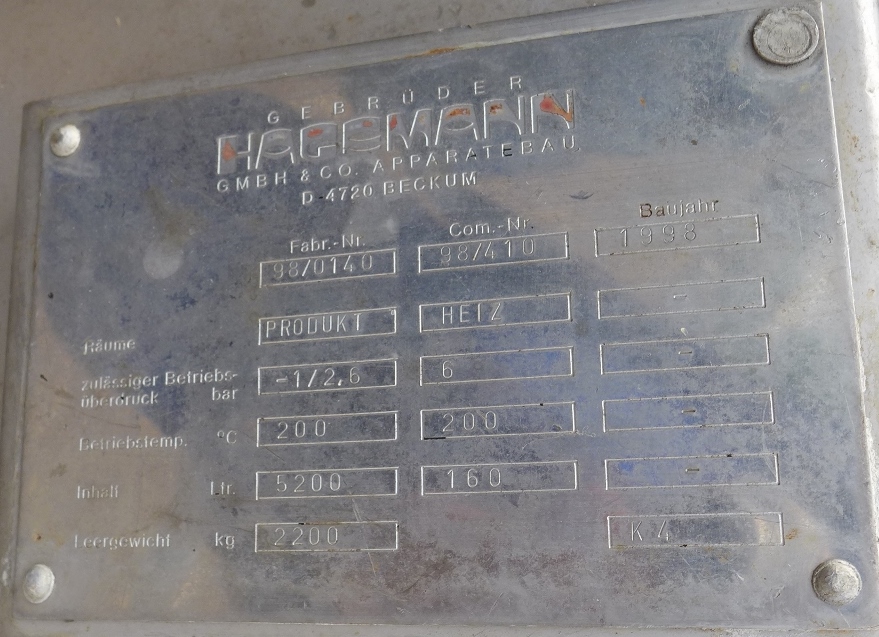 GEBRÜDER
HAGEMANN
GMBH & CO. APPARATEBAU
D-4720 BECKUM
Fabr.-Nr. Com.-Nr. Baujahr
98/0140 98/410 1998
Räume PRODUKT HEIZ -
zulässiger Betriebs-
überdruck bar -1/2,6 6 -
Betriebstemp. °C 200 200 -
Inhalt Ltr. 5200 160 -
Leergewicht kg 2200 K 4